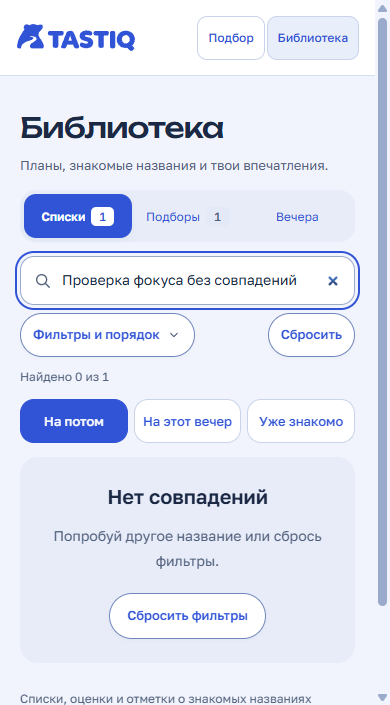 TASTIQ
Подбор
Библиотека
Библиотека
Планы, знакомые названия и твои впечатления.
Списки 1
Подборы 1
Вечера
Проверка фокуса без совпадений
Фильтры и порядок
Сбросить
Найдено 0 из 1
На потом
На этот вечер
Уже знакомо
Нет совпадений
Попробуй другое название или сбрось
фильтры.
Сбросить фильтры
Списки, оценки и отметки о знакомых названиях